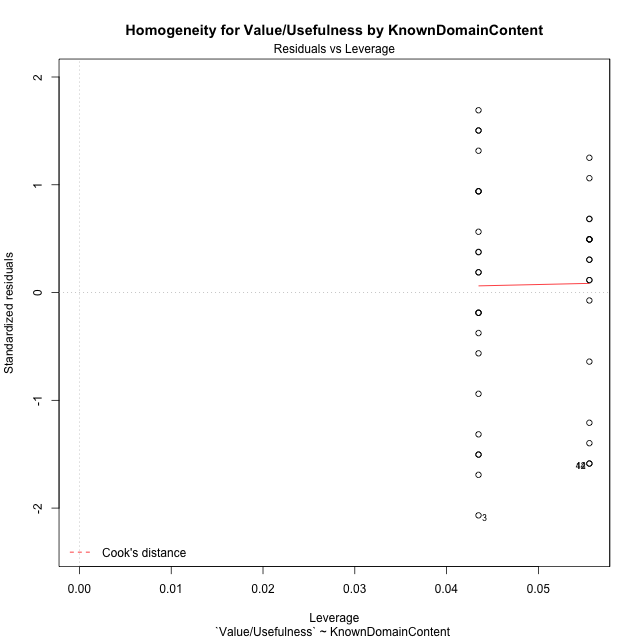 Homogeneity for Value/Usefulness by KnownDomainContent
Residuals vs Leverage
2
1
0
-1
-2
Standardized residuals
3
Cook's distance
0.00 0.01 0.02 0.03 0.04 0.05
Leverage
`Value/Usefulness` ~ KnownDomainContent